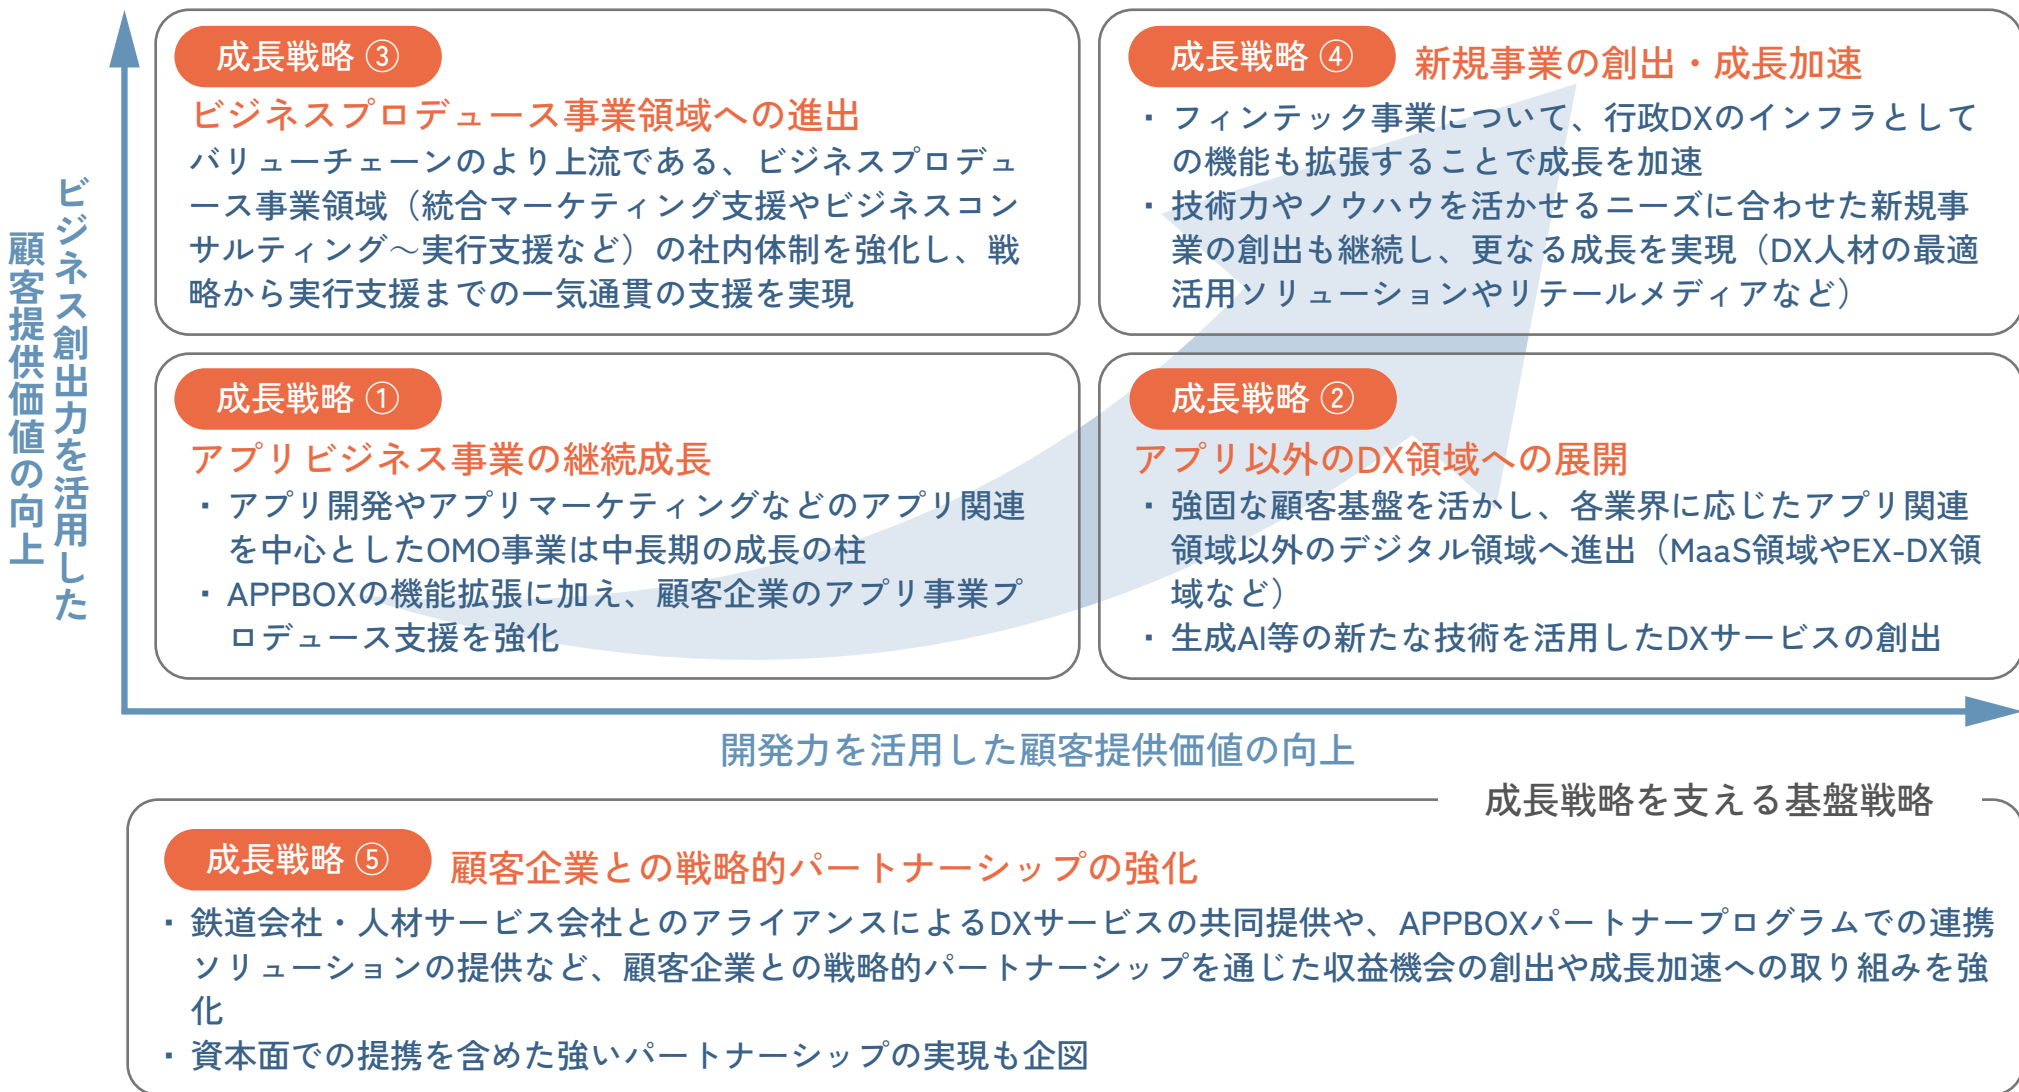 ビジネス創出力を活用した
顧客提供価値の向上
成長戦略 ③
ビジネスプロデュース事業領域への進出
バリューチェーンのより上流である、ビジネスプロデュ
ース事業領域（統合マーケティング支援やビジネスコン
サルティング～実行支援など）の社内体制を強化し、戦
略から実行支援までの一気通貫の支援を実現
成長戦略 ④
新規事業の創出・成長加速
・フィンテック事業について、行政DXのインフラとして
の機能も拡張することで成長を加速
・技術力やノウハウを活かせるニーズに合わせた新規事
業の創出も継続し、更なる成長を実現（DX人材の最適
活用ソリューションやリテールメディアなど）
成長戦略 ①
アプリビジネス事業の継続成長
・アプリ開発やアプリマーケティングなどのアプリ関連
を中心としたOMO事業は中長期の成長の柱
・APPBOXの機能拡張に加え、顧客企業のアプリ事業プ
ロデュース支援を強化
成長戦略 ②
アプリ以外のDX領域への展開
・強固な顧客基盤を活かし、各業界に応じたアプリ関連
領域以外のデジタル領域へ進出（MaaS領域やEX-DX領
域など）
・生成AI等の新たな技術を活用したDXサービスの創出
開発力を活用した顧客提供価値の向上
成長戦略を支える基盤戦略
成長戦略 ⑤
顧客企業との戦略的パートナーシップの強化
・鉄道会社・人材サービス会社とのアライアンスによるDXサービスの共同提供や、APPBOXパートナープログラムでの連携
ソリューションの提供など、顧客企業との戦略的パートナーシップを通じた収益機会の創出や成長加速への取り組みを強
化
・資本面での提携を含めた強いパートナーシップの実現も企図